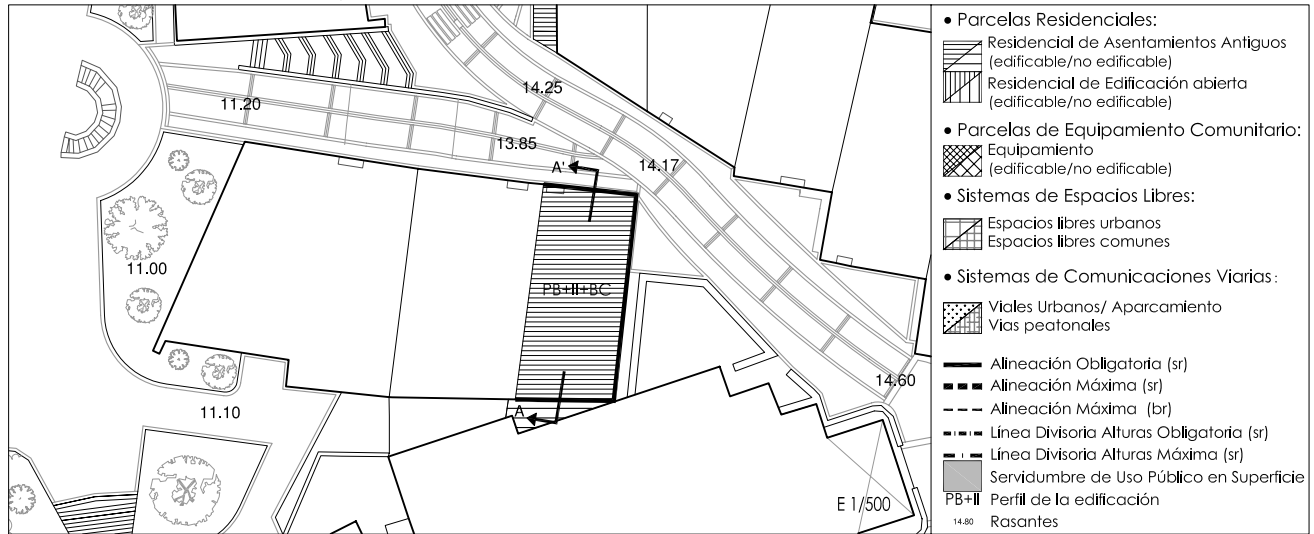 14.25
11.20
13.85
14.17
A'
11.00
PB+II+BC
14.60
11.10
A
E 1/500
• Parcelas Residenciales:
Residencial de Asentamientos Antiguos
(edificable/no edificable)
Residencial de Edificación abierta
(edificable/no edificable)
• Parcelas de Equipamiento Comunitario:
Equipamiento
(edificable/no edificable)
• Sistemas de Espacios Libres:
Espacios libres urbanos
Espacios libres comunes
• Sistemas de Comunicaciones Viarias:
Viales Urbanos/ Aparcamiento
Vias peatonales
Alineación Obligatoria (sr)
Alineación Máxima (sr)
Alineación Máxima (br)
Línea Divisoria Alturas Obligatoria (sr)
Línea Divisoria Alturas Máxima (sr)
Servidumbre de Uso Público en Superficie
PB+II Perfil de la edificación
14.80 Rasantes